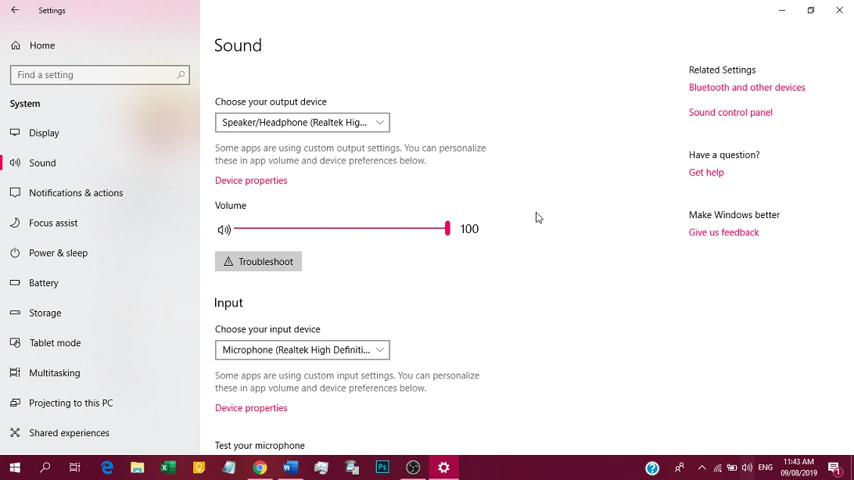 Settings
Home
Find a setting
System
Display
Sound
Notifications & actions
Focus assist
Power & sleep
Battery
Storage
Tablet mode
Multitasking
Projecting to this PC
Shared experiences
Sound
Choose your output device
Speaker/Headphone (Realtek Hig...
Some apps are using custom output settings. You can personalize
these in app volume and device preferences below.
Device properties
Volume
100
Troubleshoot
Input
Choose your input device
Microphone (Realtek High Definiti...
Some apps are using custom input settings. You can personalize
these in app volume and device preferences below.
Device properties
Test your microphone
Related Settings
Bluetooth and other devices
Sound control panel
Have a question?
Get help
Make Windows better
Give us feedback
Ps
ENG
11:43 AM
09/08/2019
1